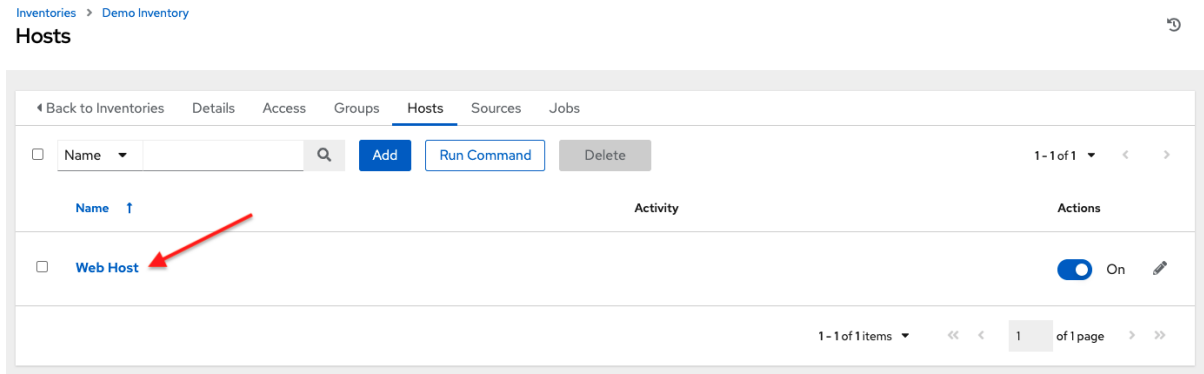 Inventories > Demo Inventory
Hosts
Back to Inventories Details Access Groups Hosts Sources Jobs
Name Add Run Command Delete 1 - 1 of 1
Name Activity Actions
Web Host On
1 - 1 of 1 items 1 of 1 page